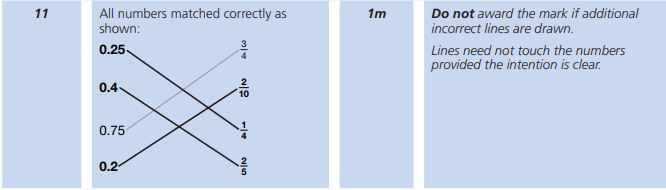 11
All numbers matched correctly as
shown:
0.25
3/4
0.4
2/10
0.75
1/4
0.2
2/5
1m
Do not award the mark if additional
incorrect lines are drawn.
Lines need not touch the numbers
provided the intention is clear.